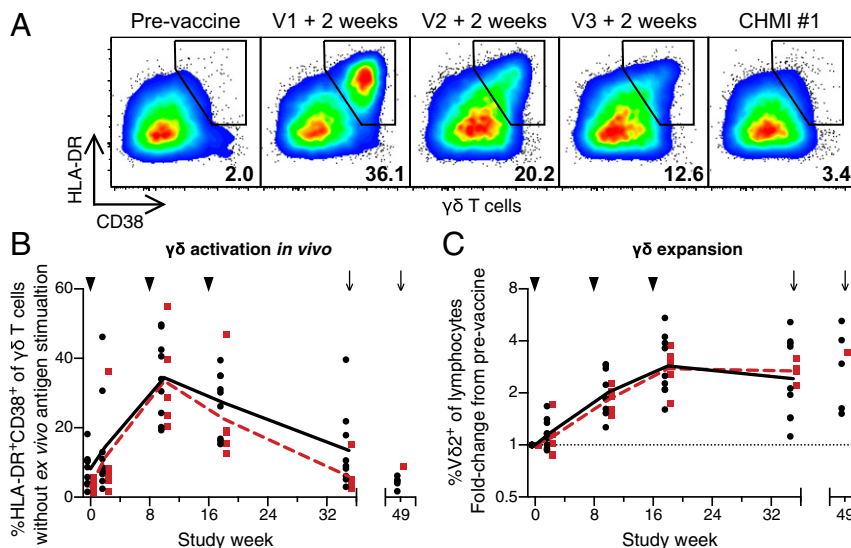 A
Pre-vaccine V1 + 2 weeks V2 + 2 weeks V3 + 2 weeks CHMI #1
HLA-DR
2.0 36.1 20.2 12.6 3.4
CD38
γδ T cells
B
γδ activation in vivo
%HLA-DR+CD38+ of γδ T cells
without ex vivo antigen stimualtion
60
40
20
0
0 8 16 24 32 49
Study week
C
γδ expansion
%Vδ2+ of lymphocytes
Fold-change from pre-vaccine
8
4
2
1
0.5
0 8 16 24 32 49
Study week